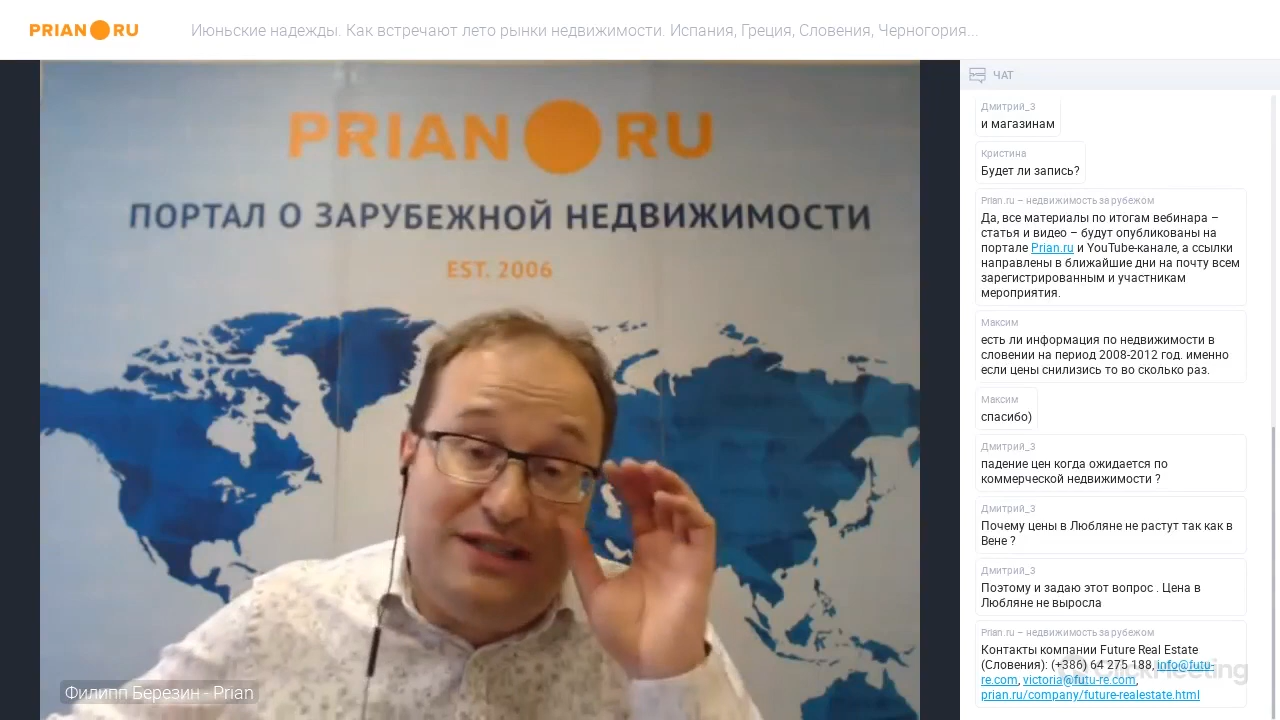 PRIAN RU
Июньские надежды. Как встречают лето рынки недвижимости. Испания, Греция, Словения, Черногория...
PRIAN RU
ПОРТАЛ О ЗАРУБЕЖНОЙ НЕДВИЖИМОСТИ
EST. 2006
Филипп Березин - Prian
ЧАТ
Дмитрий_3
и магазинам
Кристина
Будет ли запись?
Prian.ru – недвижимость за рубежом
Да, все материалы по итогам вебинара –
статья и видео – будут опубликованы на
портале Prian.ru и YouTube-канале, а ссылки
направлены в ближайшие дни на почту всем
зарегистрированным и участникам
мероприятия.
Максим
есть ли информация по недвижимости в
словении на период 2008-2012 год. именно
если цены снилизись то во сколько раз.
Максим
спасибо)
Дмитрий_3
падение цен когда ожидается по
коммерческой недвижимости ?
Дмитрий_3
Почему цены в Любляне не растут так как в
Вене ?
Дмитрий_3
Поэтому и задаю этот вопрос . Цена в
Любляне не выросла
Prian.ru – недвижимость за рубежом
Контакты компании Future Real Estate
(Словения): (+386) 64 275 188, info@futu-
re.com, victoria@futu-re.com,
prian.ru/company/future-realestate.html
ClickMeeting